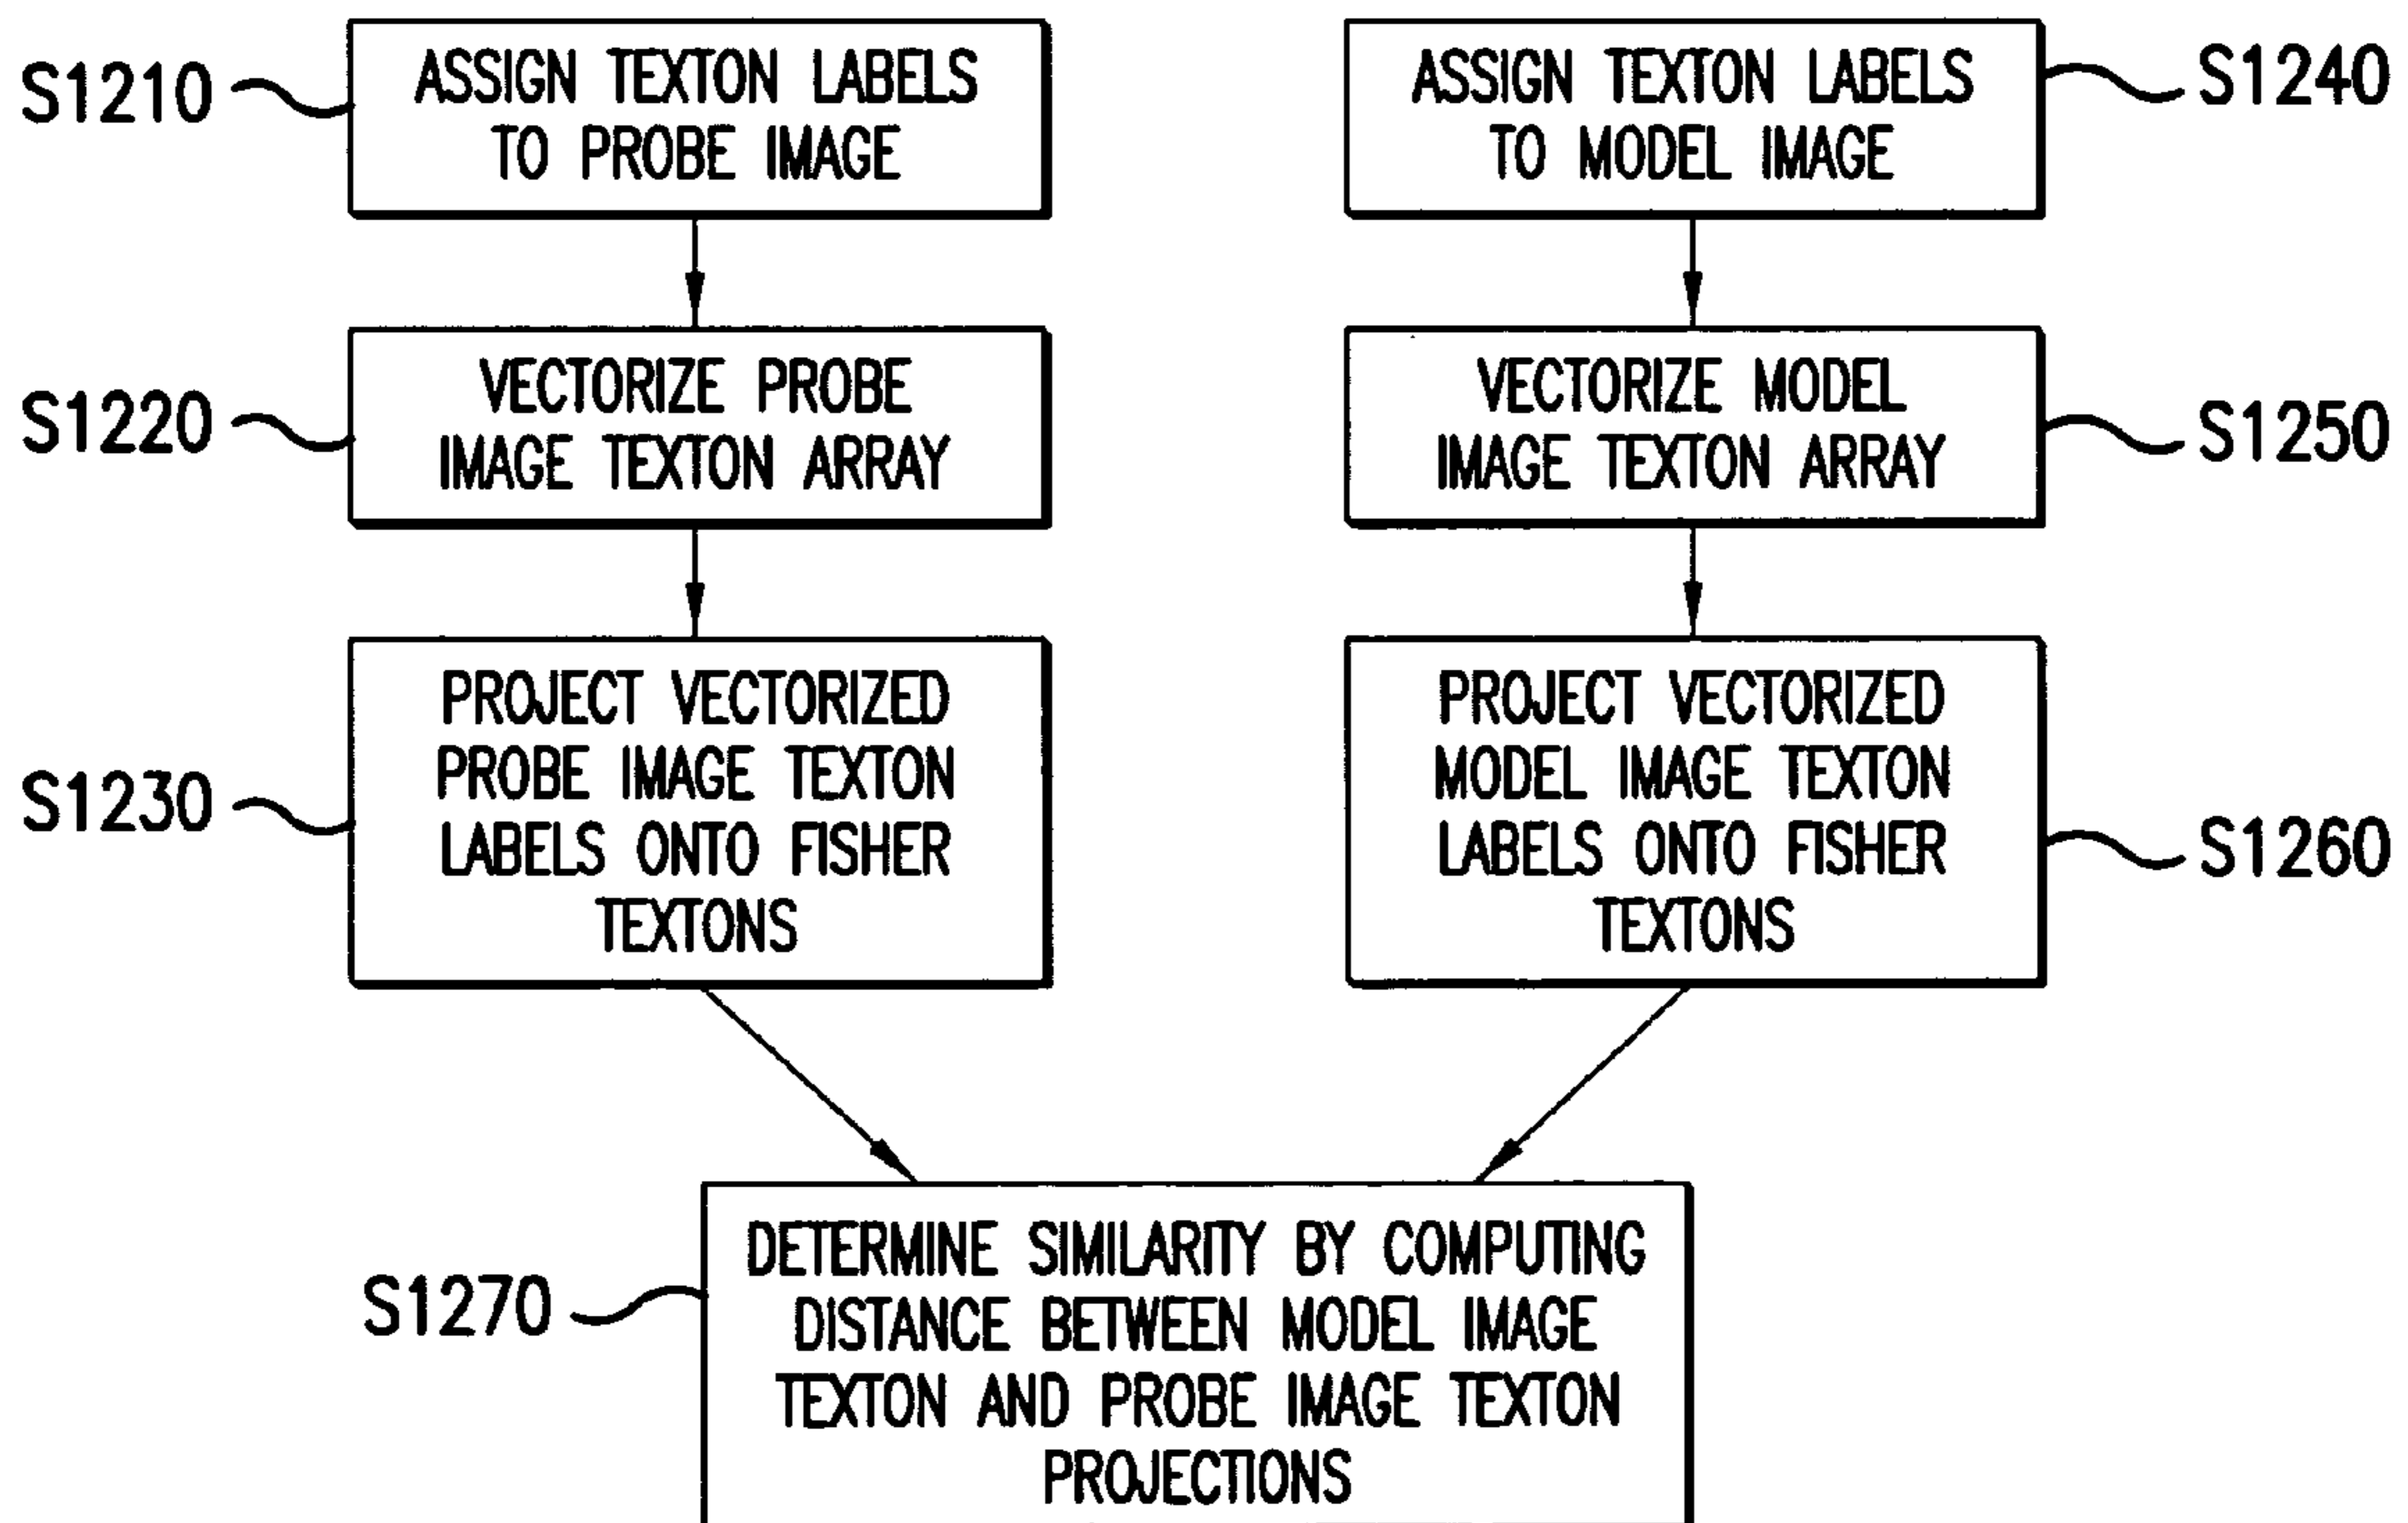 S1210
ASSIGN TEXTON LABELS
TO PROBE IMAGE
ASSIGN TEXTON LABELS
TO MODEL IMAGE
S1240
S1220
VECTORIZE PROBE
IMAGE TEXTON ARRAY
VECTORIZE MODEL
IMAGE TEXTON ARRAY
S1250
S1230
PROJECT VECTORIZED
PROBE IMAGE TEXTON
LABELS ONTO FISHER
TEXTONS
PROJECT VECTORIZED
MODEL IMAGE TEXTON
LABELS ONTO FISHER
TEXTONS
S1260
S1270
DETERMINE SIMILARITY BY COMPUTING
DISTANCE BETWEEN MODEL IMAGE
TEXTON AND PROBE IMAGE TEXTON
PROJECTIONS